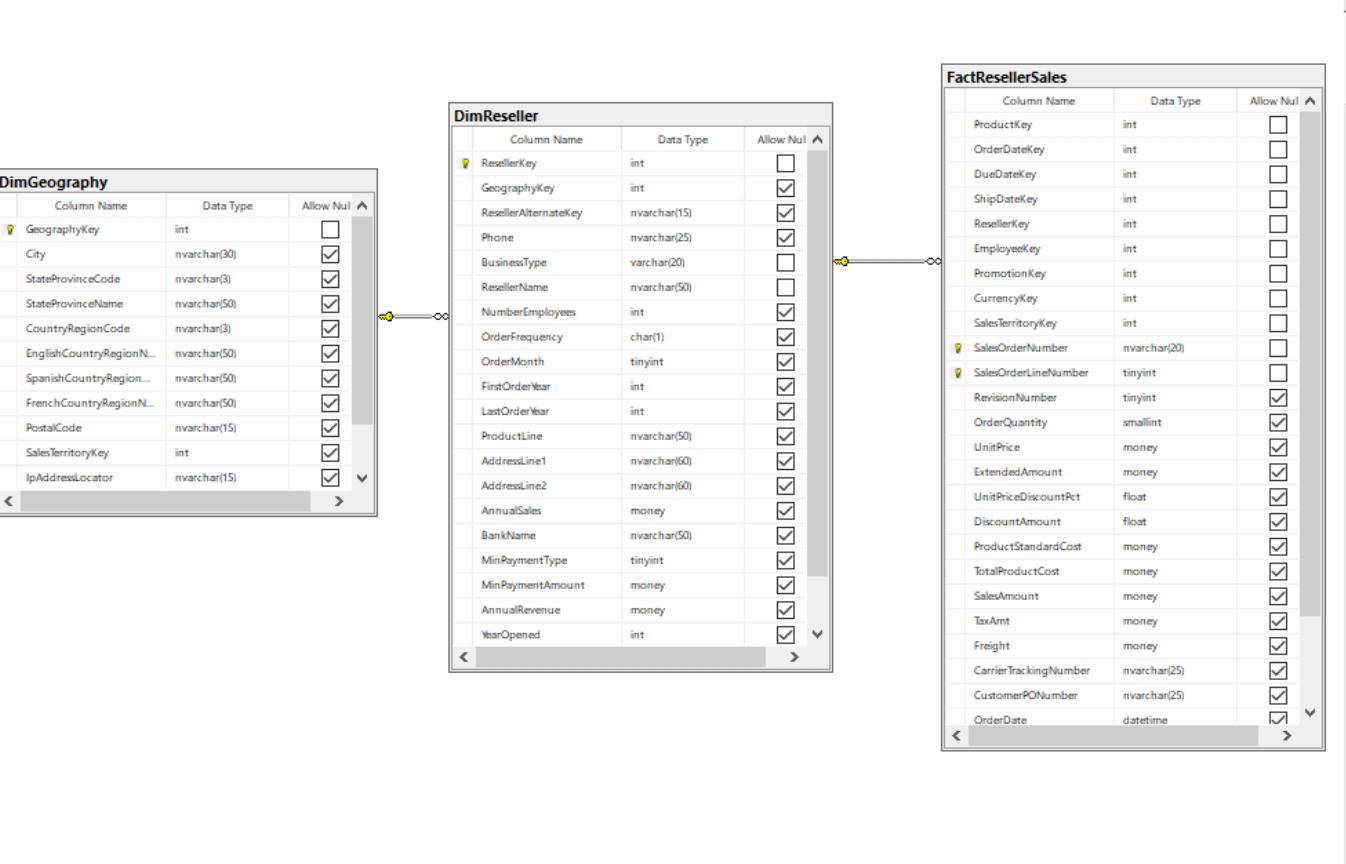 DimGeography
Column Name Data Type Allow Nul
GeographyKey int
City nvarchar(30)
StateProvinceCode nvarchar(3)
StateProvinceName nvarchar(50)
CountryRegionCode nvarchar(3)
EnglishCountryRegionN... nvarchar(50)
SpanishCountryRegion... nvarchar(50)
FrenchCountryRegionN... nvarchar(50)
PostalCode nvarchar(15)
SalesTerritoryKey int
IpAddressLocator nvarchar(15)
DimReseller
Column Name Data Type Allow Nul
ResellerKey int
GeographyKey int
ResellerAlternateKey nvarchar(15)
Phone nvarchar(25)
BusinessType varchar(20)
ResellerName nvarchar(50)
NumberEmployees int
OrderFrequency char(1)
OrderMonth tinyint
FirstOrderYear int
LastOrderYear int
ProductLine nvarchar(50)
AddressLine1 nvarchar(60)
AddressLine2 nvarchar(60)
AnnualSales money
BankName nvarchar(50)
MinPaymentType tinyint
MinPaymentAmount money
AnnualRevenue money
YearOpened int
FactResellerSales
Column Name Data Type Allow Nul
ProductKey int
OrderDateKey int
DueDateKey int
ShipDateKey int
ResellerKey int
EmployeeKey int
PromotionKey int
CurrencyKey int
SalesTerritoryKey int
SalesOrderNumber nvarchar(20)
SalesOrderLineNumber tinyint
RevisionNumber tinyint
OrderQuantity smallint
UnitPrice money
ExtendedAmount money
UnitPriceDiscountPct float
DiscountAmount float
ProductStandardCost money
TotalProductCost money
SalesAmount money
TaxAmt money
Freight money
CarrierTrackingNumber nvarchar(25)
CustomerPONumber nvarchar(25)
OrderDate datetime